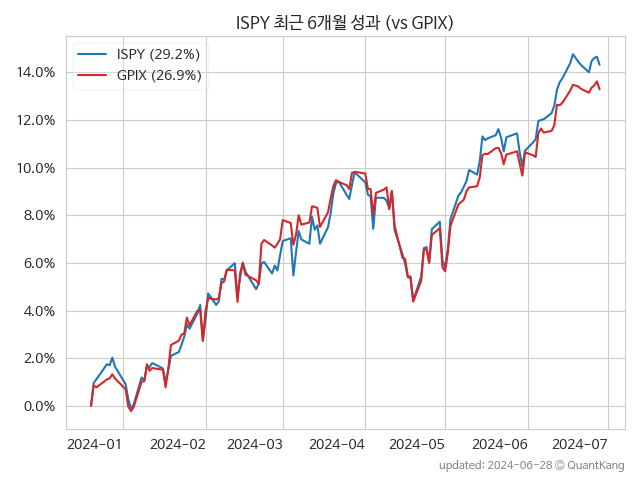 ISPY 최근 6개월 성과 (vs GPIX)
ISPY (29.2%)
GPIX (26.9%)
14.0%
12.0%
10.0%
8.0%
6.0%
4.0%
2.0%
0.0%
2024-01 2024-02 2024-03 2024-04 2024-05 2024-06 2024-07
updated: 2024-06-28 © QuantKang